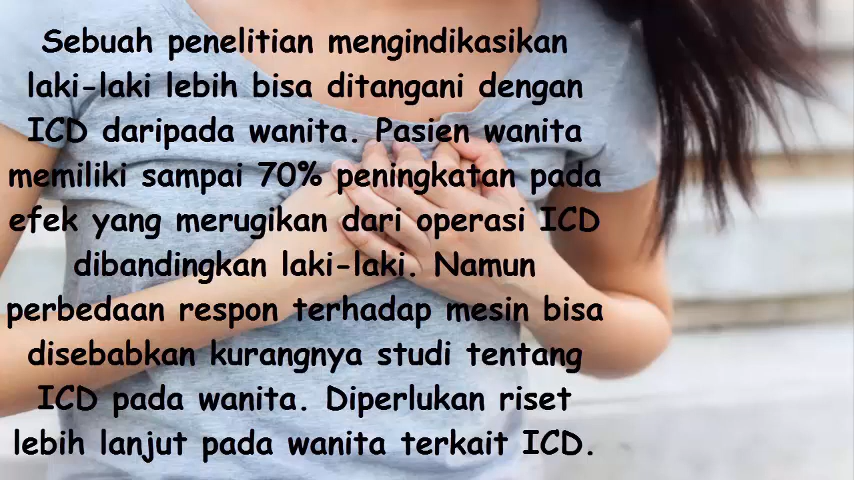 Sebuah penelitian mengindikasikan
laki-laki lebih bisa ditangani dengan
ICD daripada wanita. Pasien wanita
memiliki sampai 70% peningkatan pada
efek yang merugikan dari operasi ICD
dibandingkan laki-laki. Namun
perbedaan respon terhadap mesin bisa
disebabkan kurangnya studi tentang
ICD pada wanita. Diperlukan riset
lebih lanjut pada wanita terkait ICD.